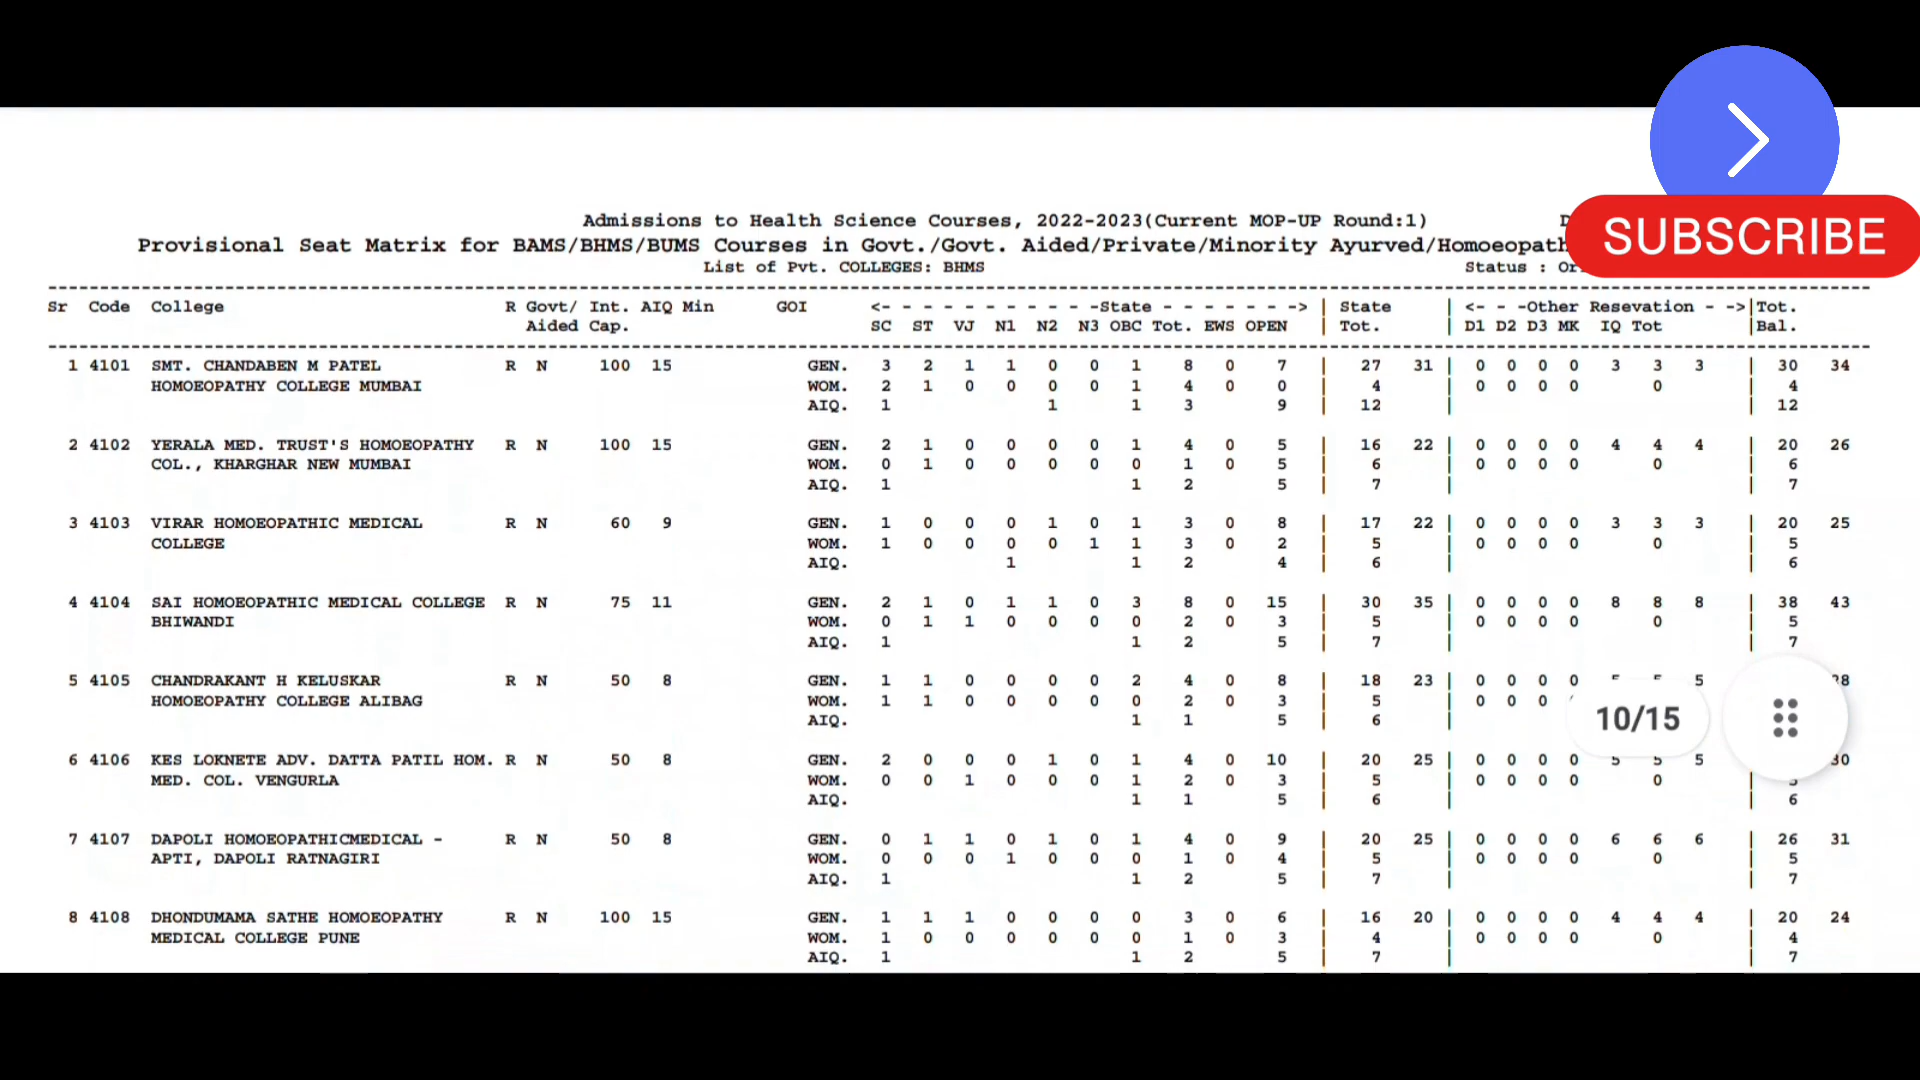 Admissions to Health Science Courses, 2022-2023(Current MOP-UP Round:1)
SUBSCRIBE
Provisional Seat Matrix for BAMS/BHMS/BUMS Courses in Govt./Govt. Aided/Private/Minority Ayurved/Homoeopath
List of Pvt. COLLEGES: BHMS Status :
Sr Code College R Govt/ Int. AIQ Min GOI <- - - - - - - - - - - -State - - - - - - -> | State | <- - -Other Resevation - -> |Tot.
Aided Cap. SC ST VJ N1 N2 N3 OBC Tot. EWS OPEN | Tot. | D1 D2 D3 MK IQ Tot |Bal.
1 4101 SMT. CHANDABEN M PATEL R N 100 15 GEN. 3 2 1 1 0 0 1 8 0 7 | 27 31 | 0 0 0 0 3 3 3 | 30 34
HOMOEOPATHY COLLEGE MUMBAI WOM. 2 1 0 0 0 0 1 4 0 0 | 4 | 0 0 0 0 0 | 4
AIQ. 1 1 1 3 9 | 12 | | 12
2 4102 YERALA MED. TRUST'S HOMOEOPATHY R N 100 15 GEN. 2 1 0 0 0 0 1 4 0 5 | 16 22 | 0 0 0 0 4 4 4 | 20 26
COL., KHARGHAR NEW MUMBAI WOM. 0 1 0 0 0 0 0 1 0 5 | 6 | 0 0 0 0 0 | 6
AIQ. 1 1 2 5 | 7 | | 7
3 4103 VIRAR HOMOEOPATHIC MEDICAL R N 60 9 GEN. 1 0 0 0 1 0 1 3 0 8 | 17 22 | 0 0 0 0 3 3 3 | 20 25
COLLEGE WOM. 1 0 0 0 0 1 1 3 0 2 | 5 | 0 0 0 0 0 | 5
AIQ. 1 1 2 4 | 6 | | 6
4 4104 SAI HOMOEOPATHIC MEDICAL COLLEGE R N 75 11 GEN. 2 1 0 1 1 0 3 8 0 15 | 30 35 | 0 0 0 0 8 8 8 | 38 43
BHIWANDI WOM. 0 1 1 0 0 0 0 2 0 3 | 5 | 0 0 0 0 0 | 5
AIQ. 1 1 2 5 | 7 | | 7
5 4105 CHANDRAKANT H KELUSKAR R N 50 8 GEN. 1 1 0 0 0 0 2 4 0 8 | 18 23 | 0 0 0 0 5
HOMOEOPATHY COLLEGE ALIBAG WOM. 1 1 0 0 0 0 0 2 0 3 | 5 | 0 0 0 0
AIQ. 1 1 5 | 6 |
10/15
6 4106 KES LOKNETE ADV. DATTA PATIL HOM. R N 50 8 GEN. 2 0 0 0 1 0 1 4 0 10 | 20 25 | 0 0 0 0 5 5 5 | 30
MED. COL. VENGURLA WOM. 0 0 1 0 0 0 1 2 0 3 | 5 | 0 0 0 0 0 |
AIQ. 1 1 5 | 6 | | 6
7 4107 DAPOLI HOMOEOPATHICMEDICAL - R N 50 8 GEN. 0 1 1 0 1 0 1 4 0 9 | 20 25 | 0 0 0 0 6 6 6 | 26 31
APTI, DAPOLI RATNAGIRI WOM. 0 0 0 1 0 0 0 1 0 4 | 5 | 0 0 0 0 0 | 5
AIQ. 1 1 2 5 | 7 | | 7
8 4108 DHONDUMAMA SATHE HOMOEOPATHY R N 100 15 GEN. 1 1 1 0 0 0 0 3 0 6 | 16 20 | 0 0 0 0 4 4 4 | 20 24
MEDICAL COLLEGE PUNE WOM. 1 0 0 0 0 0 0 1 0 3 | 4 | 0 0 0 0 0 | 4
AIQ. 1 1 2 5 | 7 | | 7